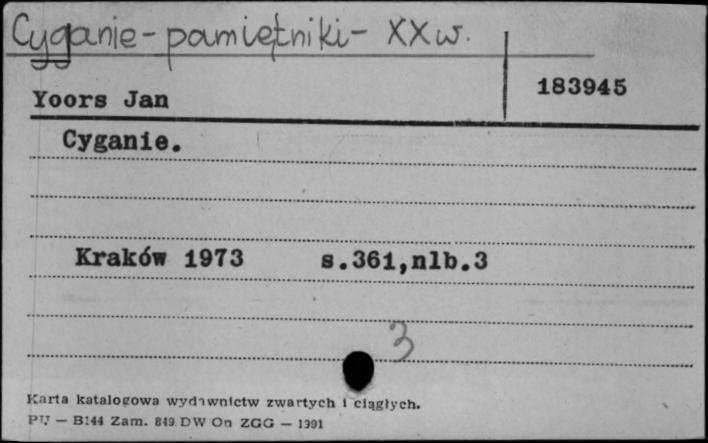 Cyganie - pamiętniki - XX w.
183945
Yoors Jan
Cyganie.
Kraków 1973 s.361,nlb.3
3
Karta katalogowa wydawnictw zwartych i ciągłych.
PU — B144 Zam. 849 DW On ZGG — 1991